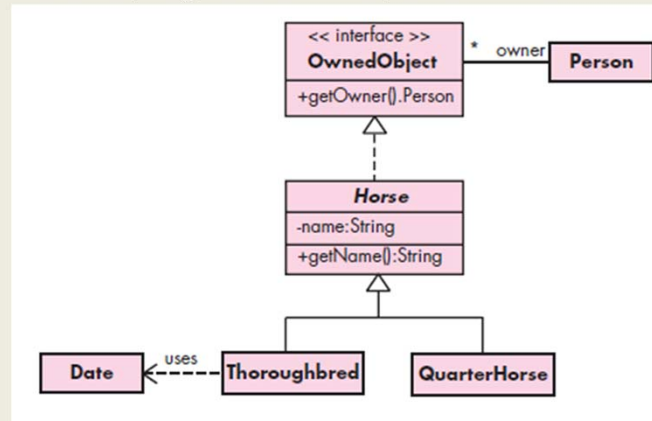 << interface >>
OwnedObject
+getOwner().Person
* owner
Person
Horse
-name:String
+getName():String
uses
Date
Thoroughbred
QuarterHorse